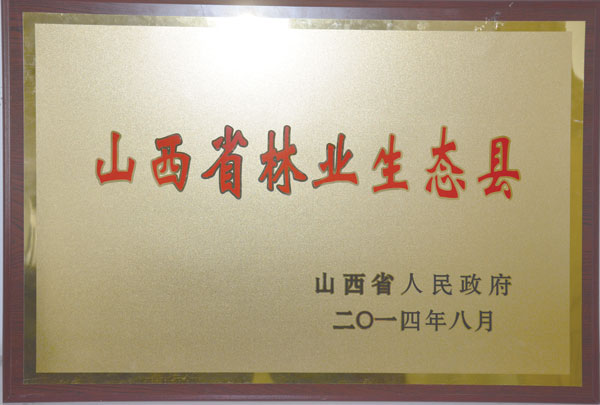 山西省林业生态县
山西省人民政府
二〇一四年八月